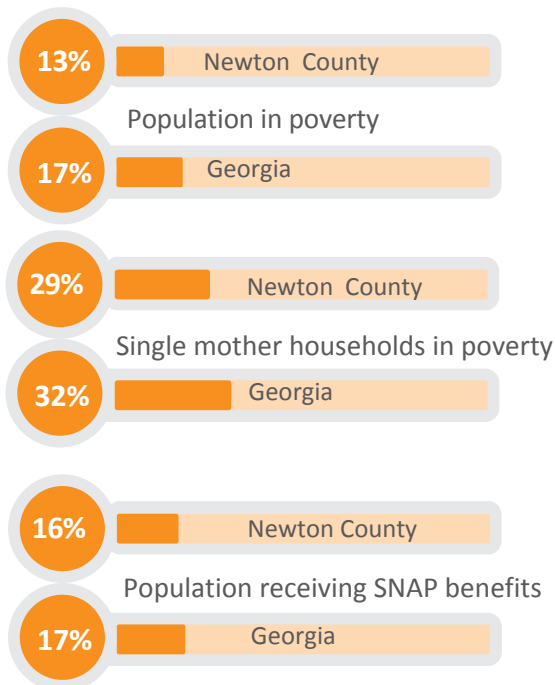 13%
Newton County
Population in poverty
17%
Georgia
29%
Newton County
Single mother households in poverty
32%
Georgia
16%
Newton County
Population receiving SNAP benefits
17%
Georgia